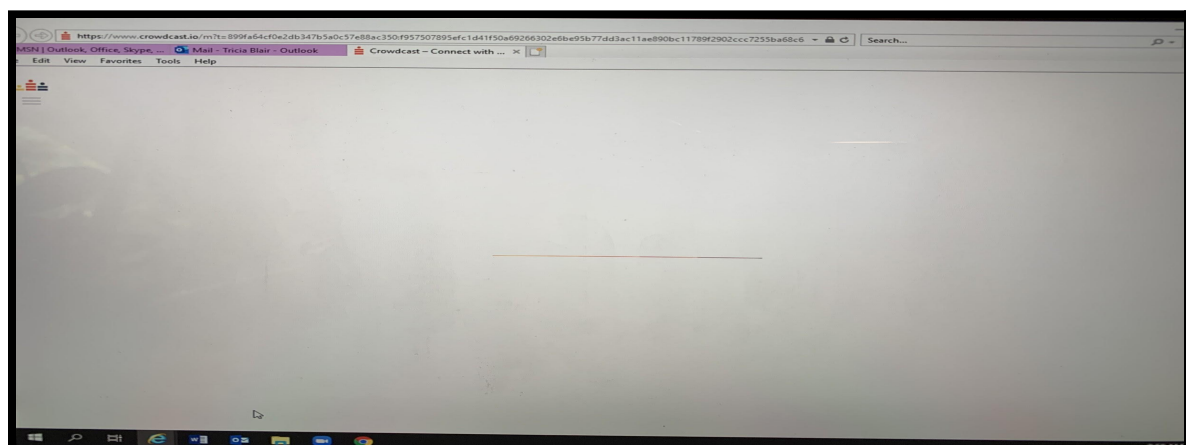 https://www.crowdcast.io/m?t=899fa64cf0e2db347b5a0c57e88ac350:f957507895efc1d41f50a69266302e6be95b77dd3ac11ae890bc11789f2902ccc7255ba68c6 Search...
MSN | Outlook, Office, Skype, ... Mail - Tricia Blair - Outlook Crowdcast – Connect with ...
Edit View Favorites Tools Help